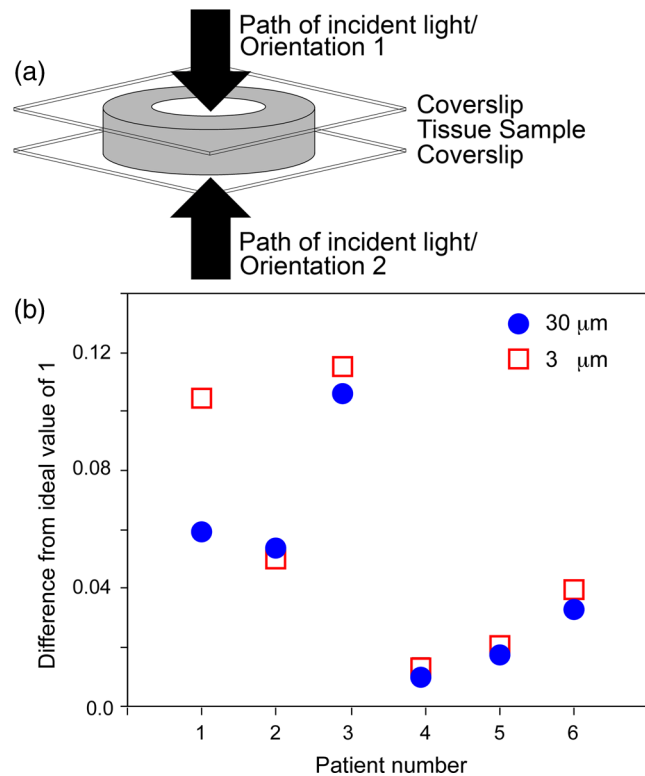 Path of incident light/
Orientation 1
(a)
Coverslip
Tissue Sample
Coverslip
Path of incident light/
Orientation 2
(b)
30 μm
3 μm
0.12
0.08
0.04
0.0
Difference from ideal value of 1
1 2 3 4 5 6
Patient number